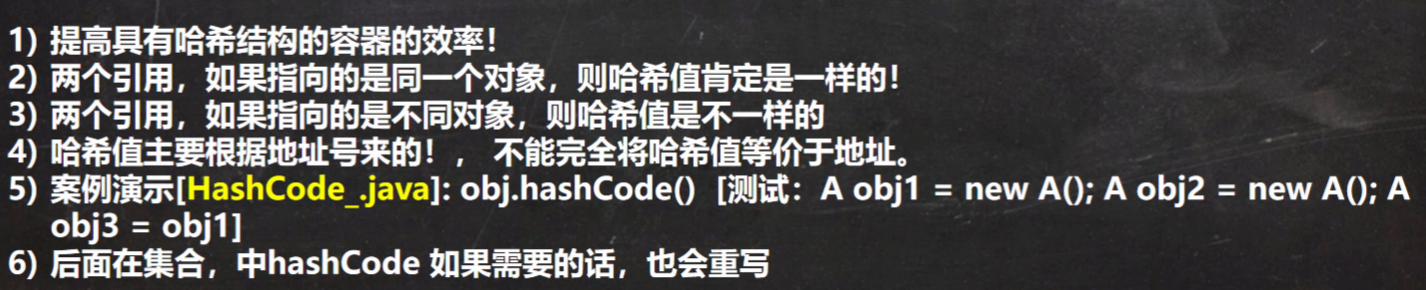 1) 提高具有哈希结构的容器的效率！
2) 两个引用，如果指向的是同一个对象，则哈希值肯定是一样的！
3) 两个引用，如果指向的是不同对象，则哈希值是不一样的
4) 哈希值主要根据地址号来的！， 不能完全将哈希值等价于地址。
5) 案例演示[HashCode_.java]: obj.hashCode() [测试：A obj1 = new A(); A obj2 = new A(); A
obj3 = obj1]
6) 后面在集合，中hashCode 如果需要的话，也会重写